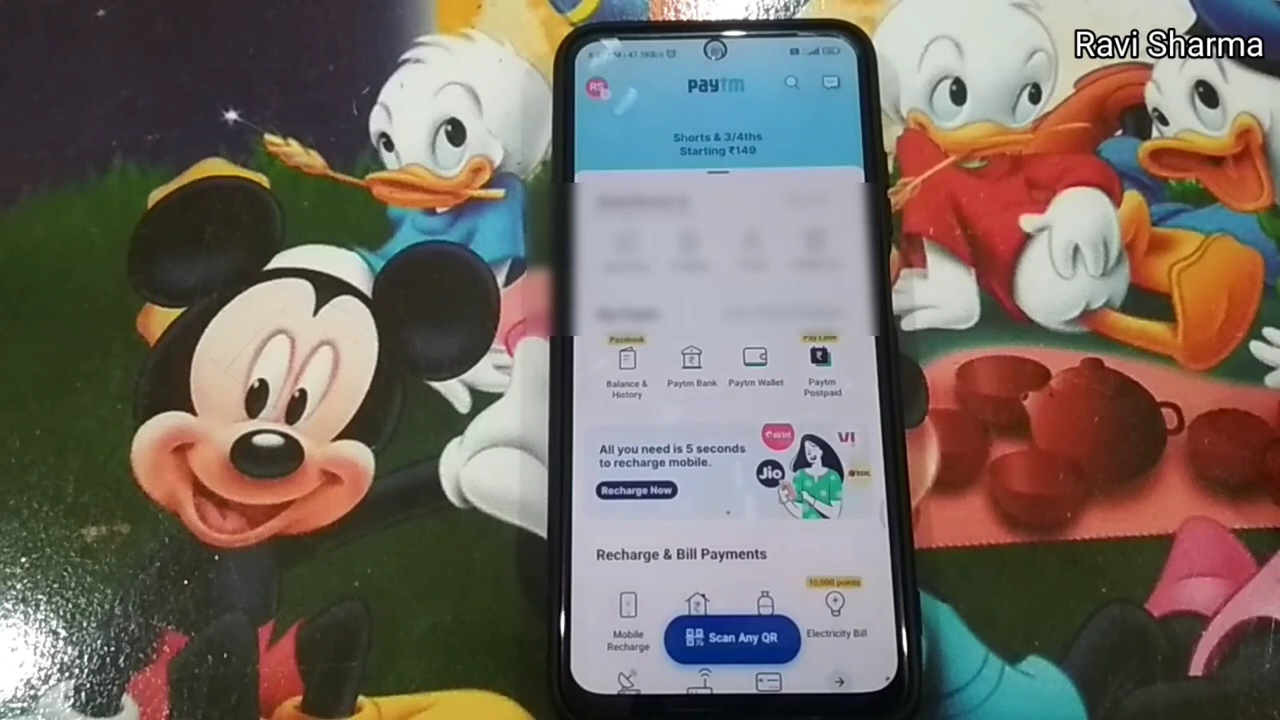 Ravi Sharma
RS
paytm
Shorts & 3/4ths
Starting ₹149
Passbook
Pay Later
Balance &
History
Paytm Bank
Paytm Wallet
Paytm
Postpaid
All you need is 5 seconds
to recharge mobile.
Recharge Now
airtel
VI
Jio
Recharge & Bill Payments
10,000 points
Mobile
Recharge
Scan Any QR
Electricity Bill